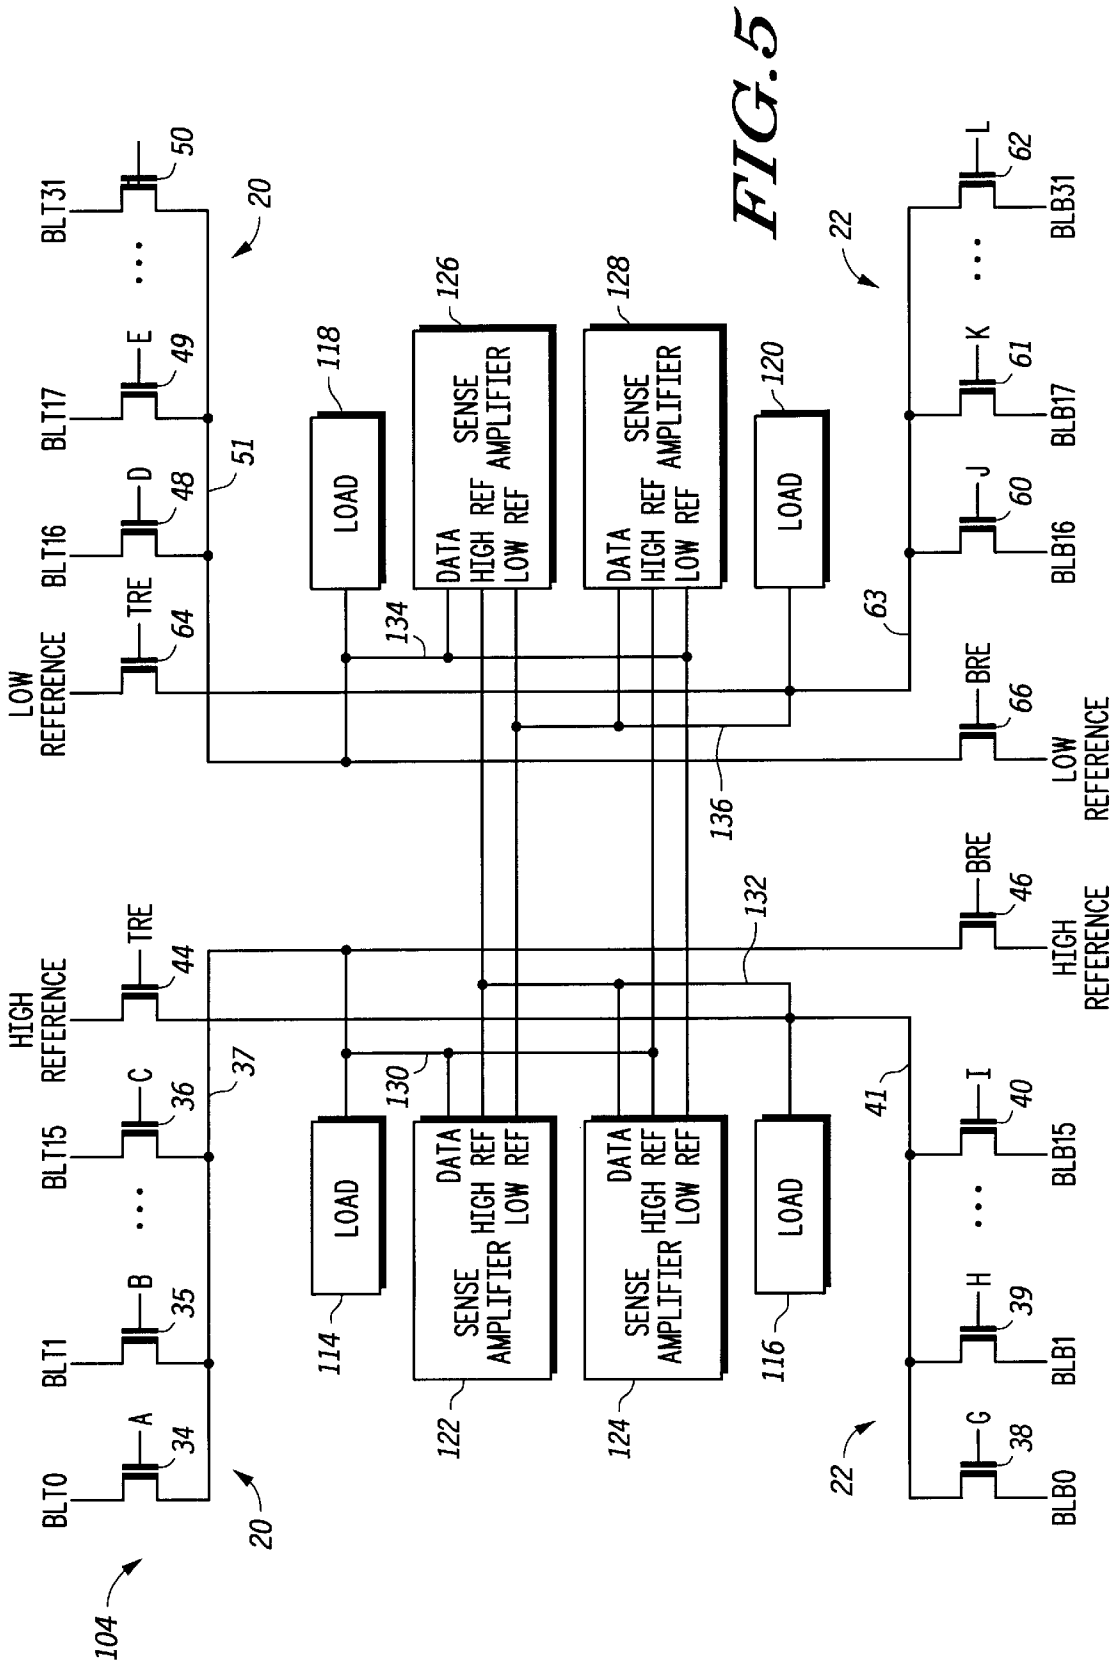 104
BLT0
A
34
BLT1
B
35
BLT15
C
36
37
20
HIGH
REFERENCE
TRE
44
LOW
REFERENCE
TRE
64
BLT16
D
48
51
BLT17
E
49
BLT31
50
20
114
LOAD
130
134
LOAD
118
122
SENSE
AMPLIFIER
DATA
HIGH REF
LOW REF
DATA
HIGH REF
LOW REF
SENSE
AMPLIFIER
126
124
SENSE
AMPLIFIER
DATA
HIGH REF
LOW REF
DATA
HIGH REF
LOW REF
SENSE
AMPLIFIER
128
116
LOAD
132
136
LOAD
120
22
41
63
22
G
38
BLB0
H
39
BLB1
I
40
BLB15
BRE
46
HIGH
REFERENCE
BRE
66
LOW
REFERENCE
J
60
BLB16
K
61
BLB17
L
62
BLB31
FIG.5